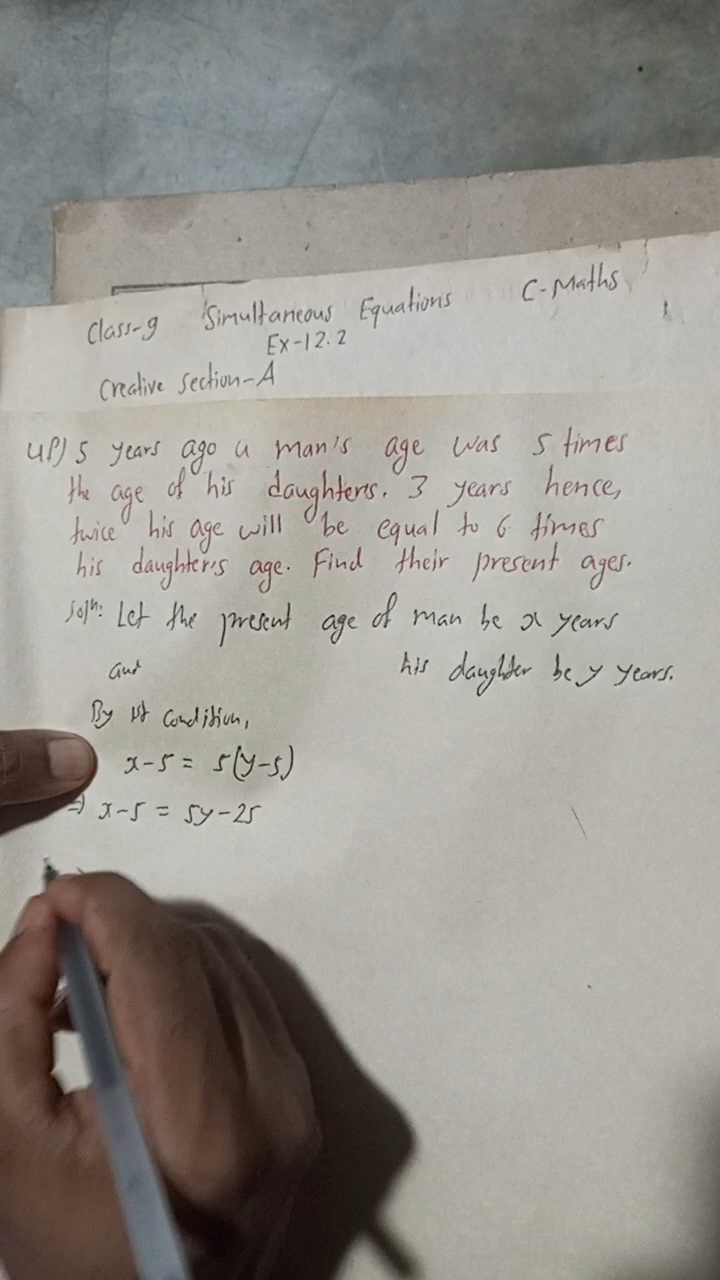 Class-9 Simultaneous Equations C-Maths
Ex-12.2
Creative Section-A
4P) 5 years ago a man's age was 5 times
the age of his daughters. 3 years hence,
twice his age will be equal to 6 times
his daughter's age. Find their present ages.
Solⁿ: Let the present age of man be x years
and his daughter be y years.
By 1st Condition,
x-5 = 5(y-5)
⇒ x-5 = 5y-25